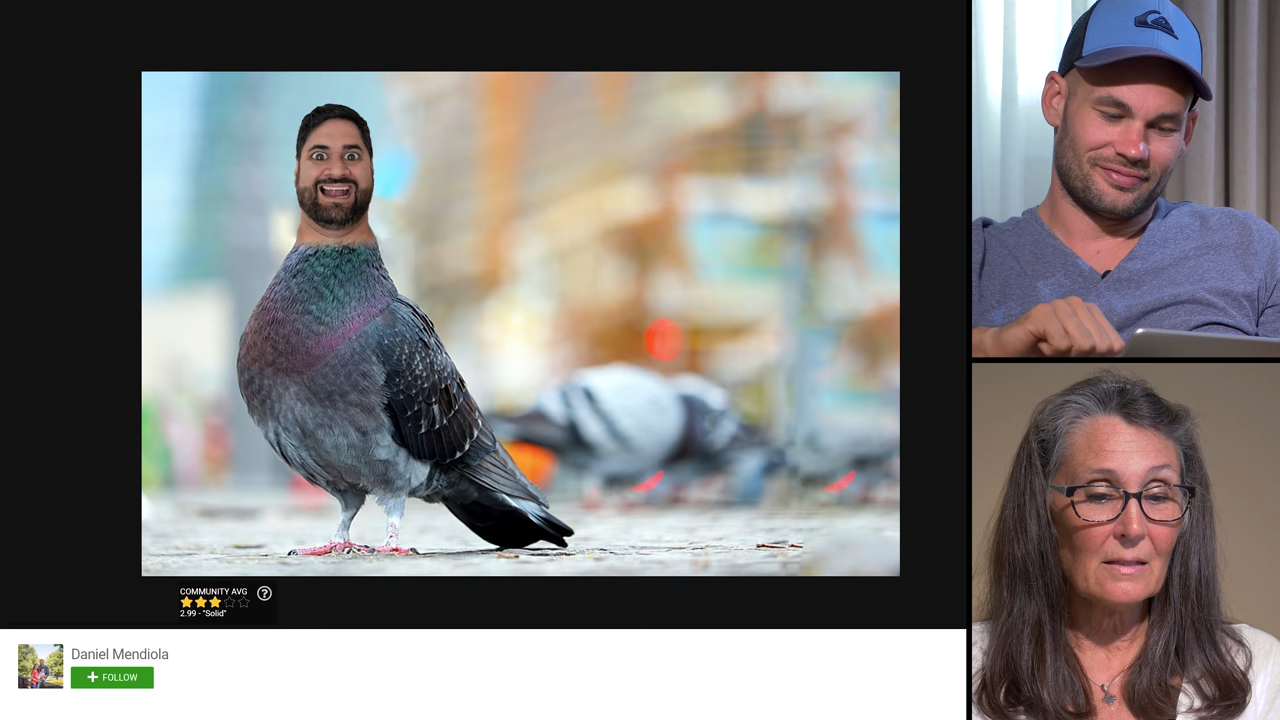 COMMUNITY AVG ?
2.99 - "Solid"
Daniel Mendiola
+ FOLLOW